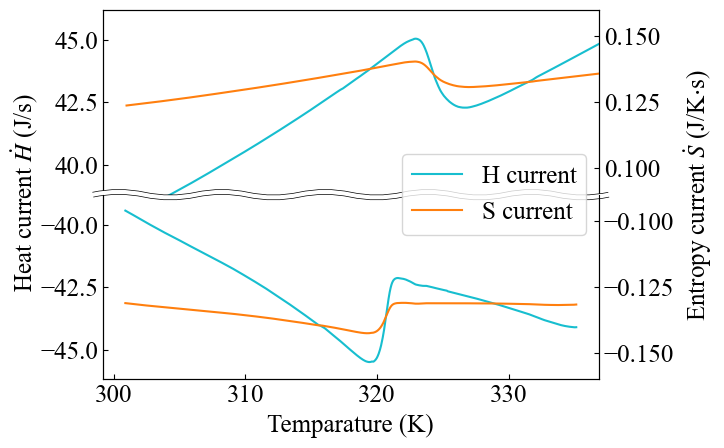 45.0
42.5
40.0
−40.0
−42.5
−45.0
Heat current Ḣ (J/s)
H current
S current
0.150
0.125
0.100
−0.100
−0.125
−0.150
Entropy current Ṡ (J/K·s)
300 310 320 330
Temparature (K)